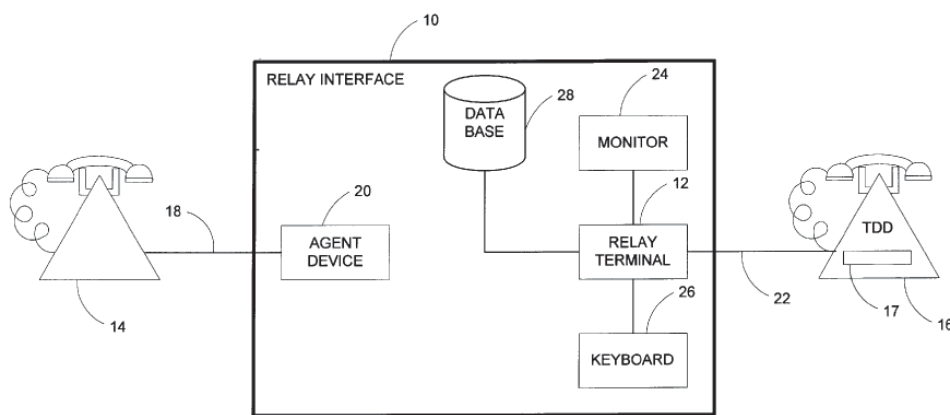 10
RELAY INTERFACE
24
28
DATA
BASE
MONITOR
12
20
18
TDD
AGENT
DEVICE
RELAY
TERMINAL
22
17
16
14
26
KEYBOARD